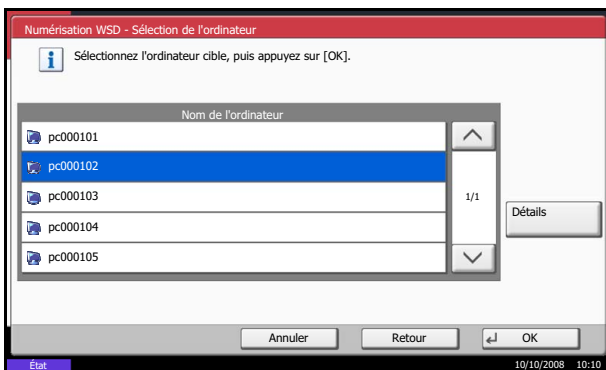 Numérisation WSD - Sélection de l'ordinateur
Sélectionnez l'ordinateur cible, puis appuyez sur [OK].
Nom de l'ordinateur
pc000101
pc000102
pc000103
1/1
pc000104
Détails
pc000105
Annuler
Retour
OK
État
10/10/2008 10:10